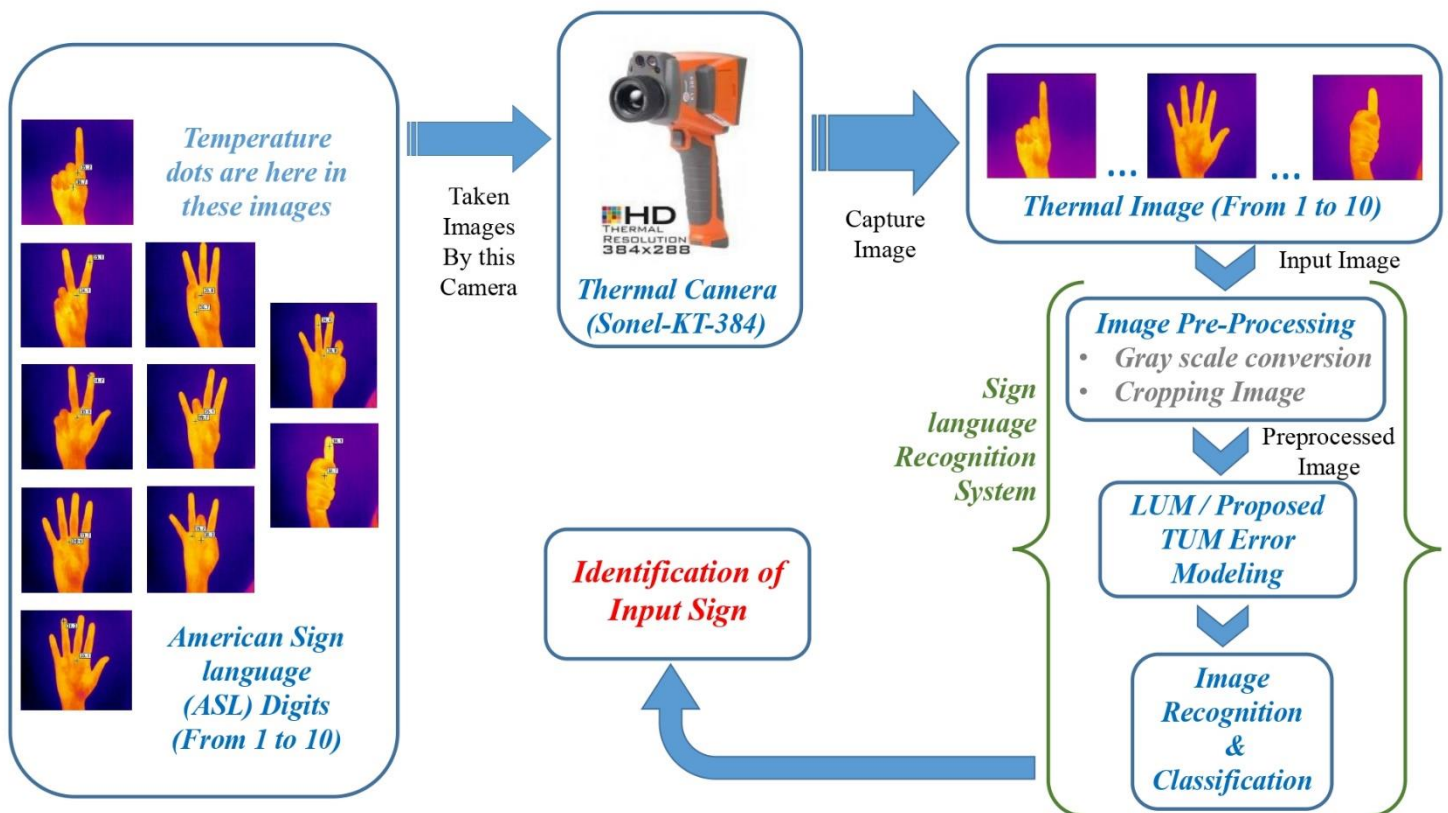 Temperature
dots are here in
these images
American Sign
language
(ASL) Digits
(From 1 to 10)
Taken
Images
By this
Camera
HD
THERMAL
RESOLUTION
384x288
Thermal Camera
(Sonel-KT-384)
Capture
Image
... ...
Thermal Image (From 1 to 10)
Input Image
Sign
language
Recognition
System
Image Pre-Processing
• Gray scale conversion
• Cropping Image
Preprocessed
Image
LUM / Proposed
TUM Error
Modeling
Image
Recognition
&
Classification
Identification of
Input Sign